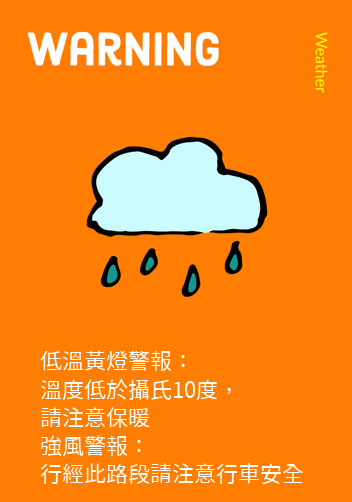 WARNING
Weather
低溫黃燈警報：
溫度低於攝氏10度，
請注意保暖
強風警報：
行經此路段請注意行車安全